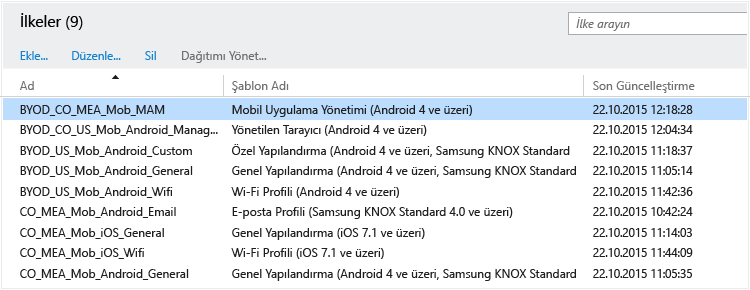 İlkeler (9)
İlke arayın
Ekle... Düzenle... Sil Dağıtımı Yönet...
Ad Şablon Adı Son Güncelleştirme
BYOD_CO_MEA_Mob_MAM Mobil Uygulama Yönetimi (Android 4 ve üzeri) 22.10.2015 12:18:28
BYOD_CO_US_Mob_Android_Manag... Yönetilen Tarayıcı (Android 4 ve üzeri) 22.10.2015 12:04:34
BYOD_US_Mob_Android_Custom Özel Yapılandırma (Android 4 ve üzeri, Samsung KNOX Standard 22.10.2015 11:18:37
BYOD_US_Mob_Android_General Genel Yapılandırma (Android 4 ve üzeri, Samsung KNOX Standard 22.10.2015 11:05:14
BYOD_US_Mob_Android_Wifi Wi-Fi Profili (Android 4 ve üzeri) 22.10.2015 11:42:36
CO_MEA_Mob_Android_Email E-posta Profili (Samsung KNOX Standard 4.0 ve üzeri) 22.10.2015 10:42:24
CO_MEA_Mob_iOS_General Genel Yapılandırma (iOS 7.1 ve üzeri) 22.10.2015 11:14:03
CO_MEA_Mob_iOS_Wifi Wi-Fi Profili (iOS 7.1 ve üzeri) 22.10.2015 11:44:09
CO_MEA_Mob_Android_General Genel Yapılandırma (Android 4 ve üzeri, Samsung KNOX Standard 22.10.2015 11:05:35